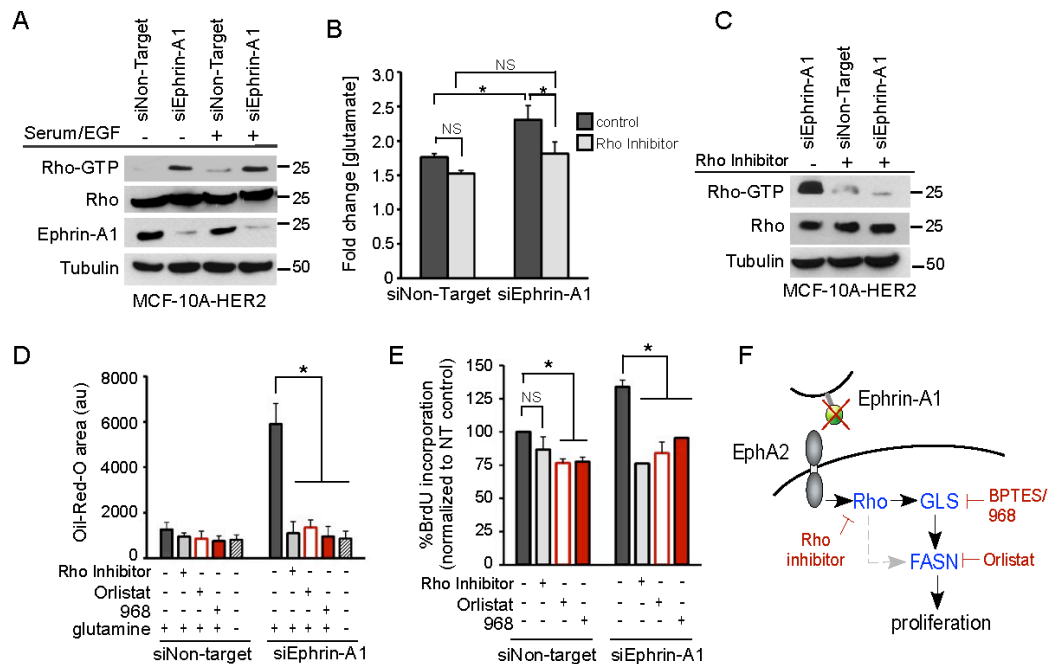 A
siNon-Target
siEphrin-A1
siNon-Target
siEphrin-A1
Serum/EGF - - + +
Rho-GTP
25
Rho
25
Ephrin-A1
Tubulin
50
MCF-10A-HER2
B
Fold change [glutamate]
3.0
2.5
2.0
1.5
1.0
0.5
0
NS
*
*
NS
control
Rho Inhibitor
siNon-Target siEphrin-A1
C
siEphrin-A1
siNon-Target
siEphrin-A1
Rho Inhibitor - + +
Rho-GTP
25
Rho
25
Tubulin
50
MCF-10A-HER2
D
Oil-Red-O area (au)
8000
6000
4000
2000
0
*
Rho Inhibitor - + - - - - + - - -
Orlistat - - + - - - - + - -
968 - - - + - - - - + -
glutamine + + + + - + + + + -
siNon-target siEphrin-A1
E
%BrdU incorporation
(normalized to NT control)
150
125
100
75
50
25
0
*
NS
*
Rho Inhibitor - + - - - + - -
Orlistat - - + - - - + -
968 - - - + - - - +
siNon-Target siEphrin-A1
F
Ephrin-A1
EphA2
Rho
GLS
BPTES/
968
Rho
inhibitor
FASN
Orlistat
proliferation